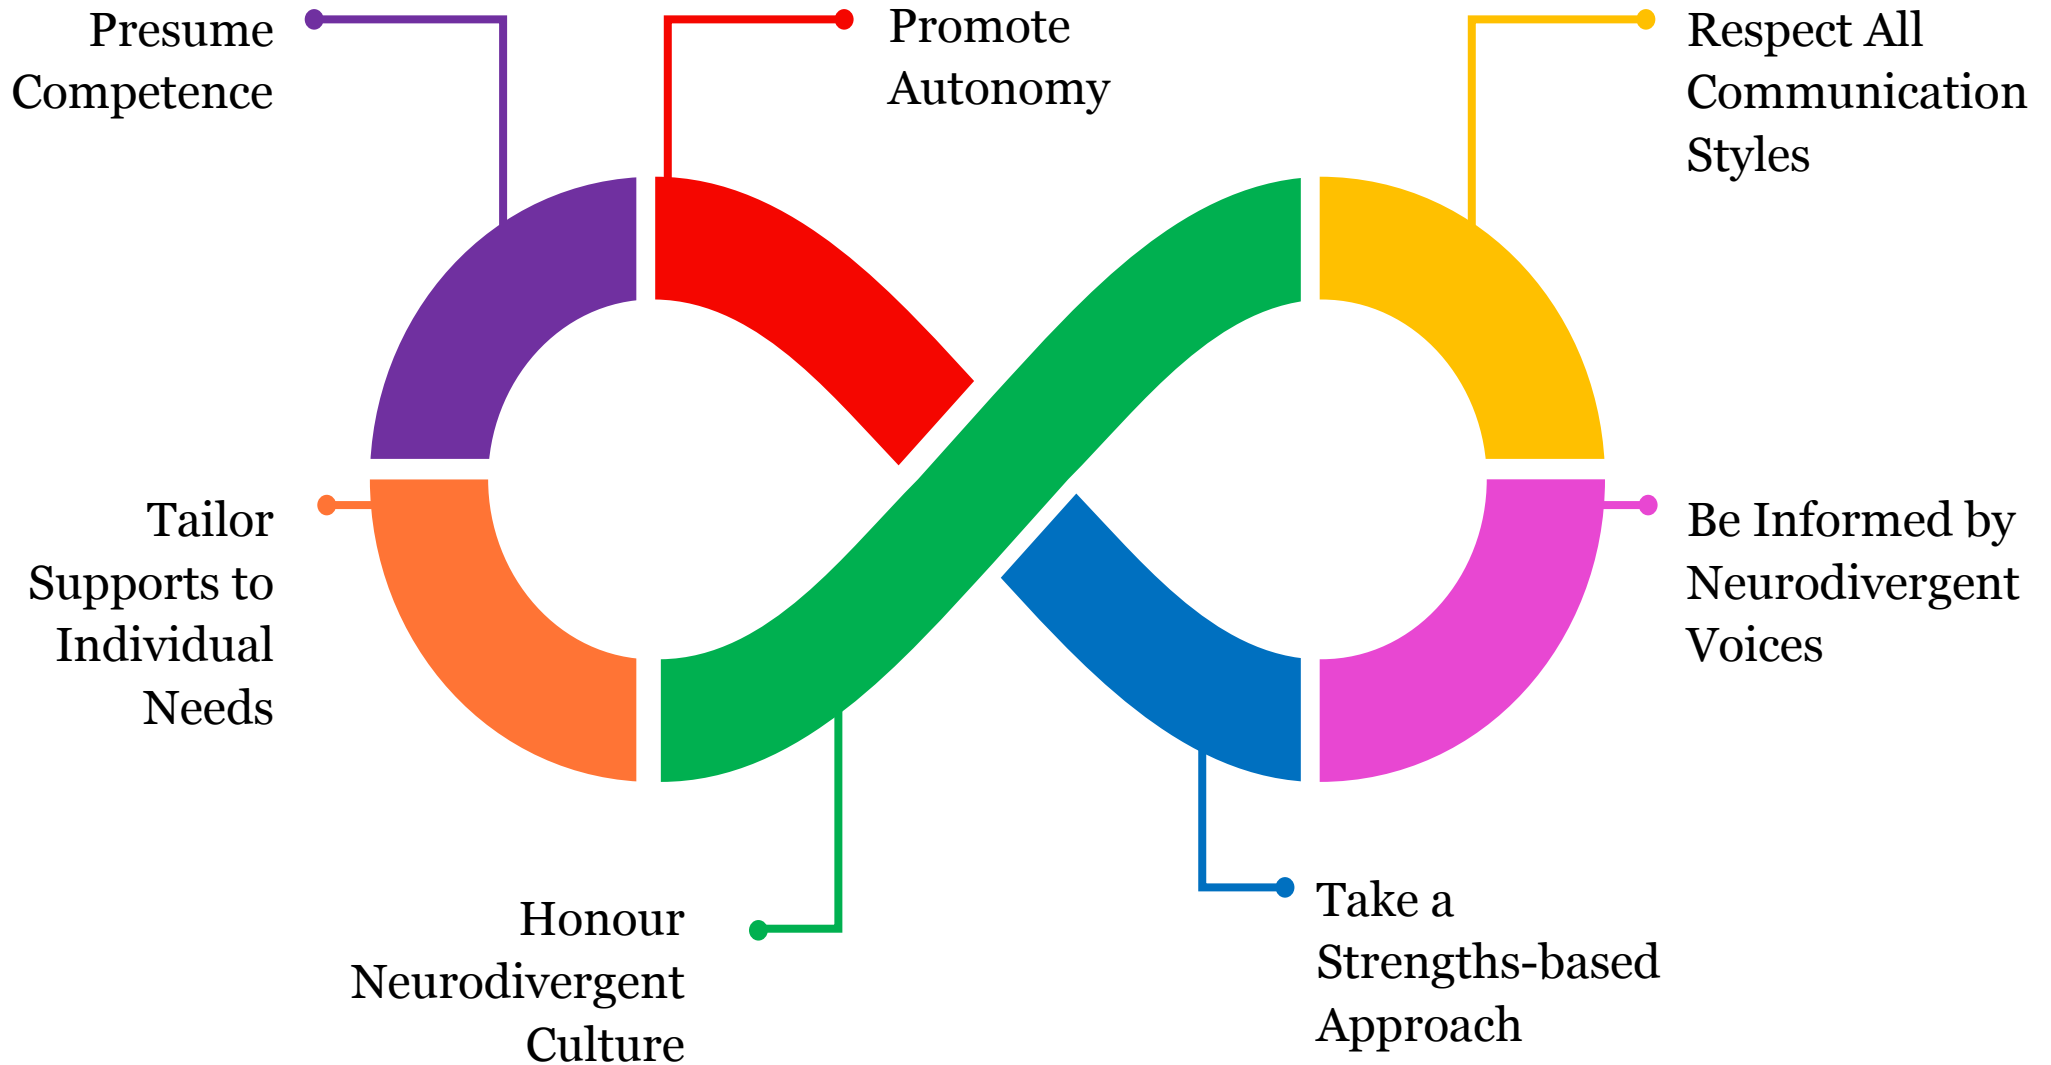 Presume
Competence
Promote
Autonomy
Respect All
Communication
Styles
Tailor
Supports to
Individual
Needs
Be Informed by
Neurodivergent
Voices
Honour
Neurodivergent
Culture
Take a
Strengths-based
Approach